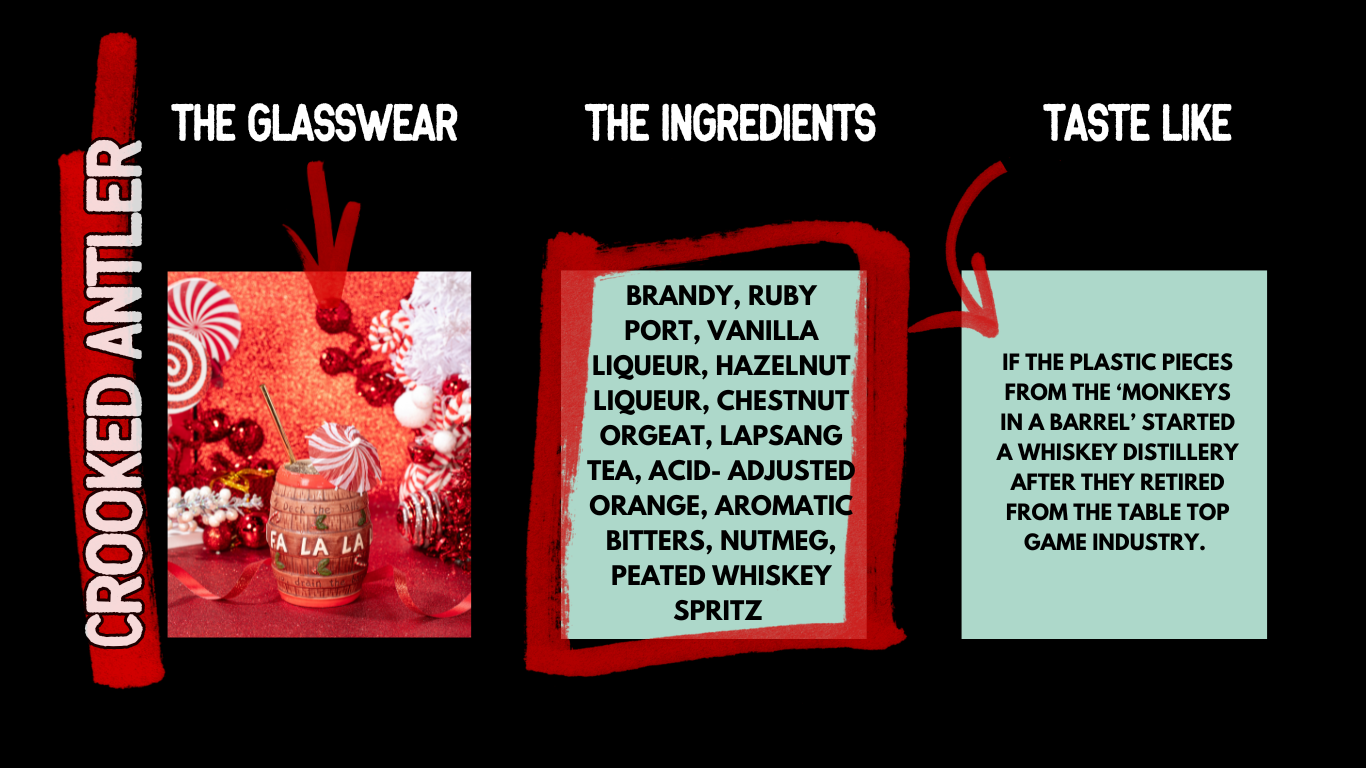 CROOKED ANTLER
THE GLASSWEAR
FA LA LA
THE INGREDIENTS
BRANDY, RUBY
PORT, VANILLA
LIQUEUR, HAZELNUT
LIQUEUR, CHESTNUT
ORGEAT, LAPSANG
TEA, ACID- ADJUSTED
ORANGE, AROMATIC
BITTERS, NUTMEG,
PEATED WHISKEY
SPRITZ
TASTE LIKE
IF THE PLASTIC PIECES
FROM THE ‘MONKEYS
IN A BARREL’ STARTED
A WHISKEY DISTILLERY
AFTER THEY RETIRED
FROM THE TABLE TOP
GAME INDUSTRY.